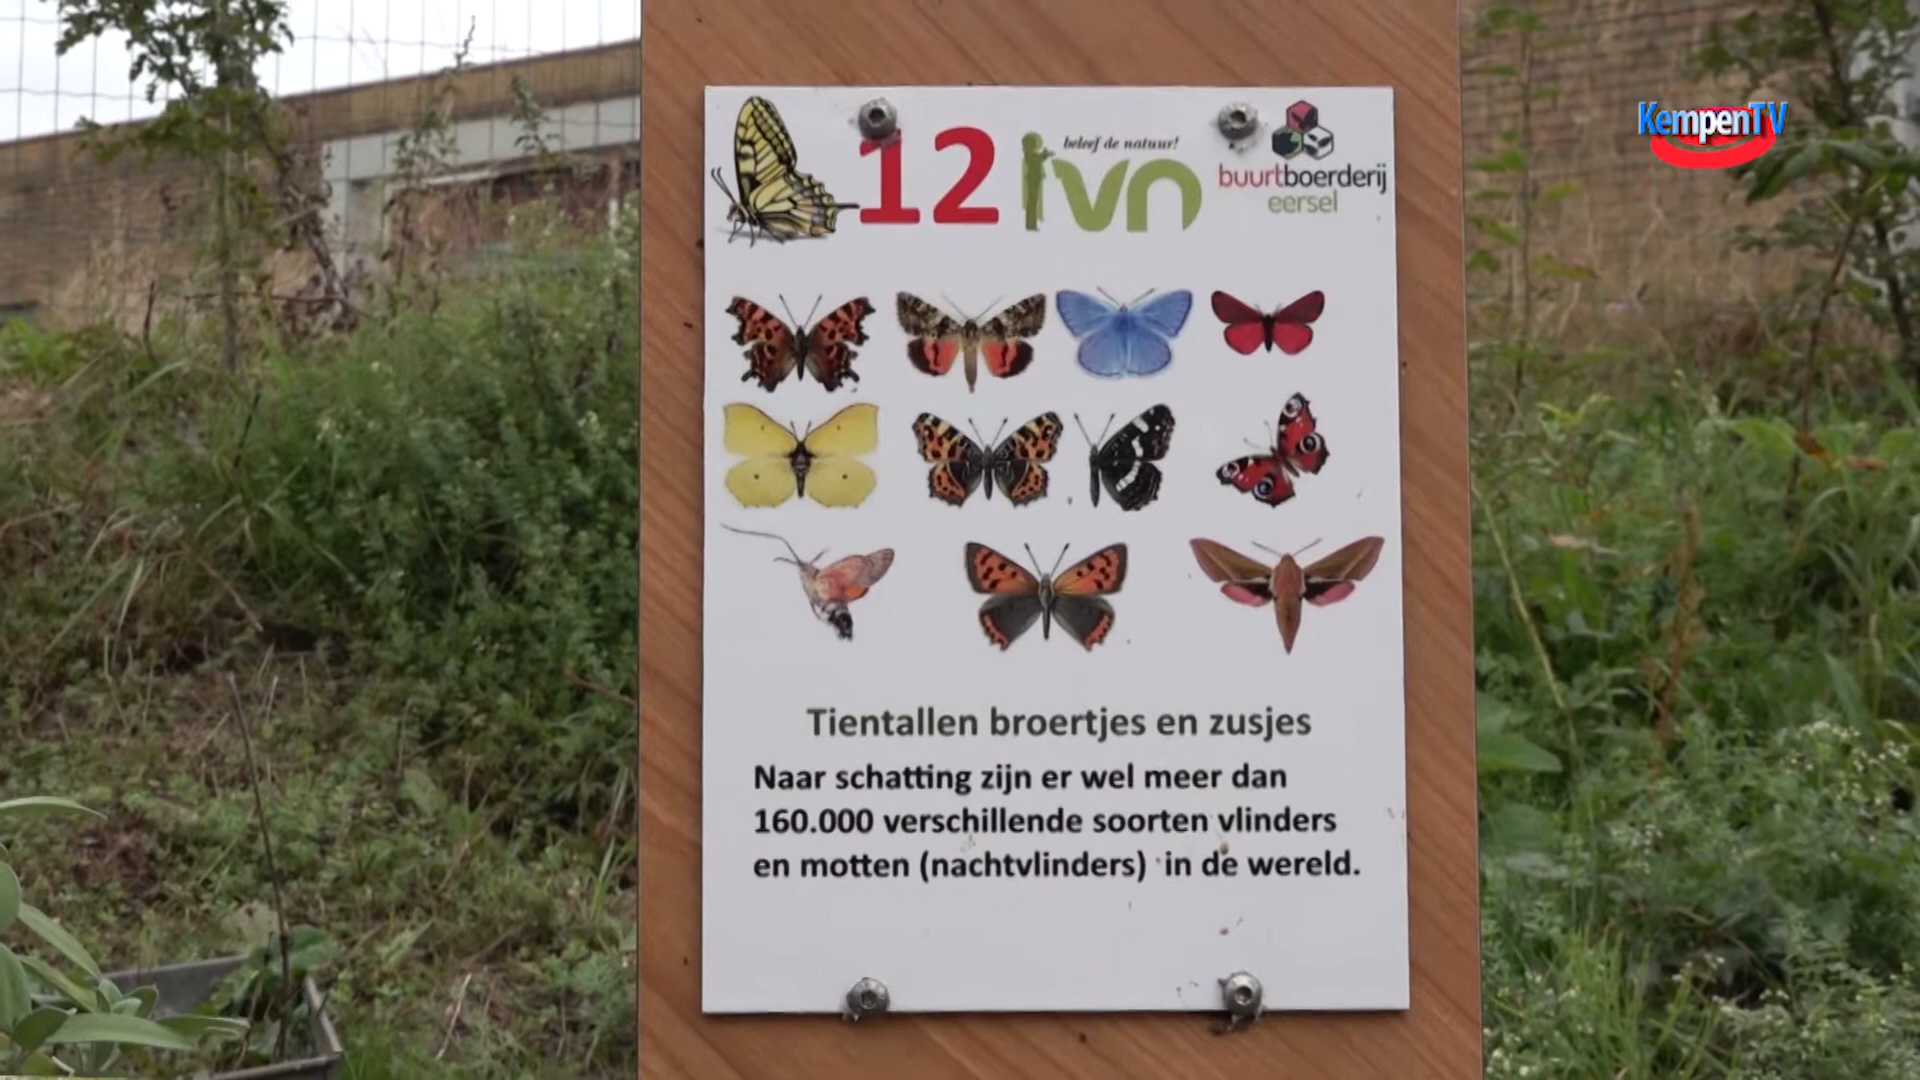 KempenTV
12
beleef de natuur!
ivn
buurtboerderij
eersel
Tientallen broertjes en zusjes
Naar schatting zijn er wel meer dan
160.000 verschillende soorten vlinders
en motten (nachtvlinders) in de wereld.